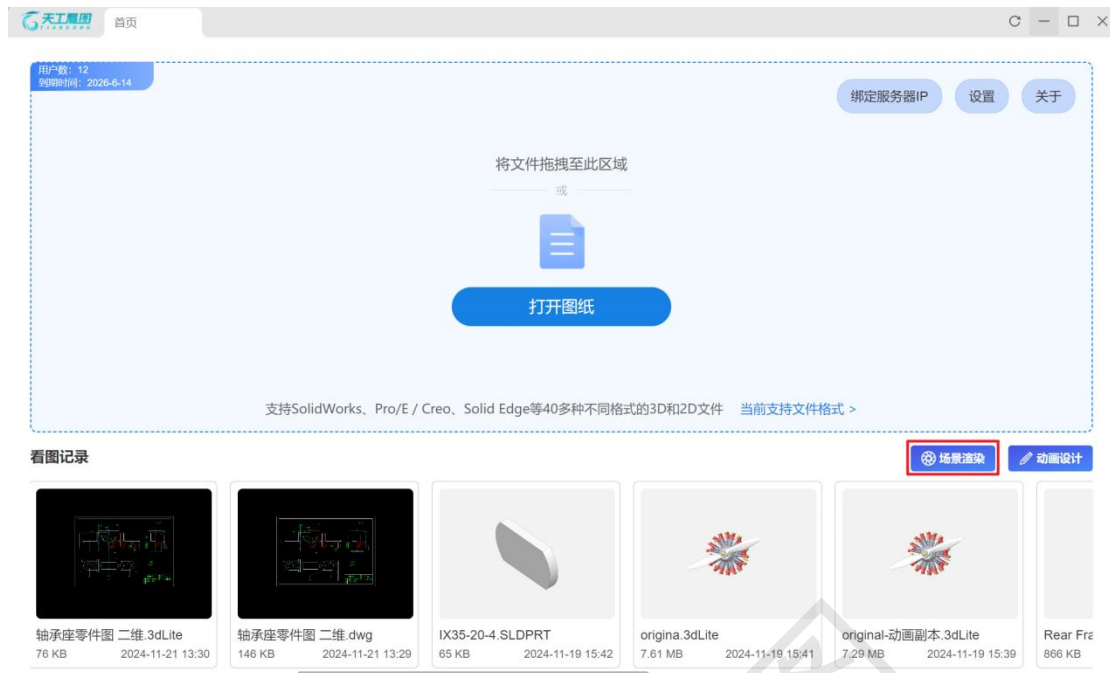 天工慧图
TIANGONG
首页
用户数：12
到期时间：2026-6-14
绑定服务器IP
设置
关于
将文件拖拽至此区域
或
打开图纸
支持SolidWorks、Pro/E / Creo、Solid Edge等40多种不同格式的3D和2D文件 当前支持文件格式 >
看图记录
场景渲染
动画设计
轴承座零件图 二维.3dLite
76 KB 2024-11-21 13:30
轴承座零件图 二维.dwg
146 KB 2024-11-21 13:29
IX35-20-4.SLDPRT
65 KB 2024-11-19 15:42
origina.3dLite
7.61 MB 2024-11-19 15:41
original-动画副本.3dLite
7.29 MB 2024-11-19 15:39
Rear Fra
866 KB